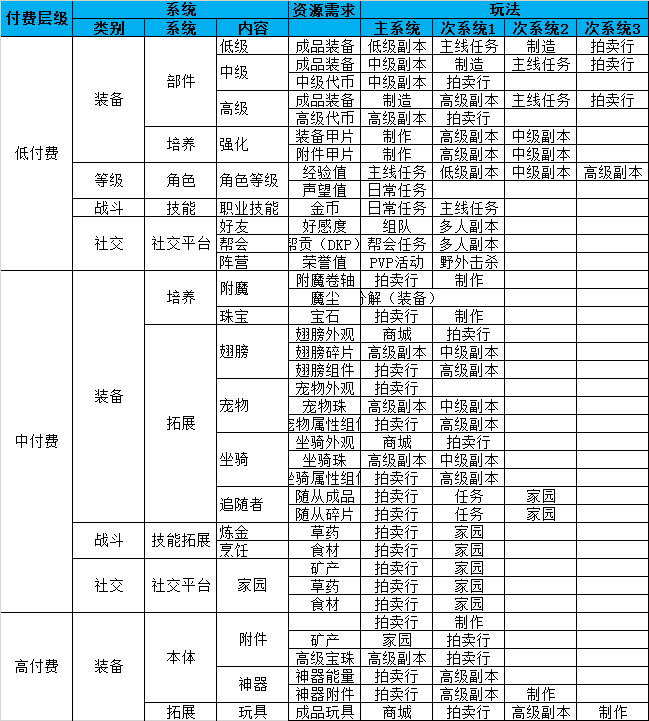 付费层级 系统 资源需求 玩法
类别 系统 内容 主系统 次系统1 次系统2 次系统3
低付费 装备 部件 低级 成品装备 低级副本 主线任务 制造 拍卖行
中级 成品装备 中级副本 制造 主线任务 拍卖行
中级代币 中级副本 拍卖行
高级 成品装备 制造 高级副本 主线任务 拍卖行
高级代币 高级副本 拍卖行
培养 强化 装备甲片 制作 高级副本 中级副本
附件甲片 制作 高级副本 中级副本
等级 角色 角色等级 经验值 主线任务 低级副本 中级副本 高级副本
声望值 日常任务
战斗 技能 职业技能 金币 日常任务 主线任务
社交 社交平台 好友 好感度 组队 多人副本
帮会 帮贡（DKP） 帮会任务 多人副本
阵营 荣誉值 PVP活动 野外击杀
中付费 装备 培养 附魔 附魔卷轴 拍卖行 制作
魔尘 分解（装备）
珠宝 宝石 拍卖行 制作
拓展 翅膀 翅膀外观 商城 拍卖行
翅膀碎片 高级副本 中级副本
翅膀组件 拍卖行 高级副本
宠物 宠物外观 拍卖行
宠物珠 高级副本 中级副本
宠物属性组件 拍卖行 高级副本
坐骑 坐骑外观 商城 拍卖行
坐骑珠 高级副本 中级副本
坐骑属性组件 拍卖行 高级副本
追随者 随从成品 拍卖行 任务 家园
随从碎片 拍卖行 任务 家园
战斗 技能拓展 炼金 草药 拍卖行 家园
烹饪 食材 拍卖行 家园
社交 社交平台 家园 矿产 拍卖行 家园
草药 拍卖行 家园
食材 拍卖行 家园
高付费 装备 本体 附件 拍卖行 制作
矿产 家园 拍卖行
高级宝珠 高级副本 拍卖行
神器 神器能量 拍卖行 高级副本
神器附件 拍卖行 高级副本 制作
拓展 玩具 成品玩具 商城 拍卖行 高级副本 制作